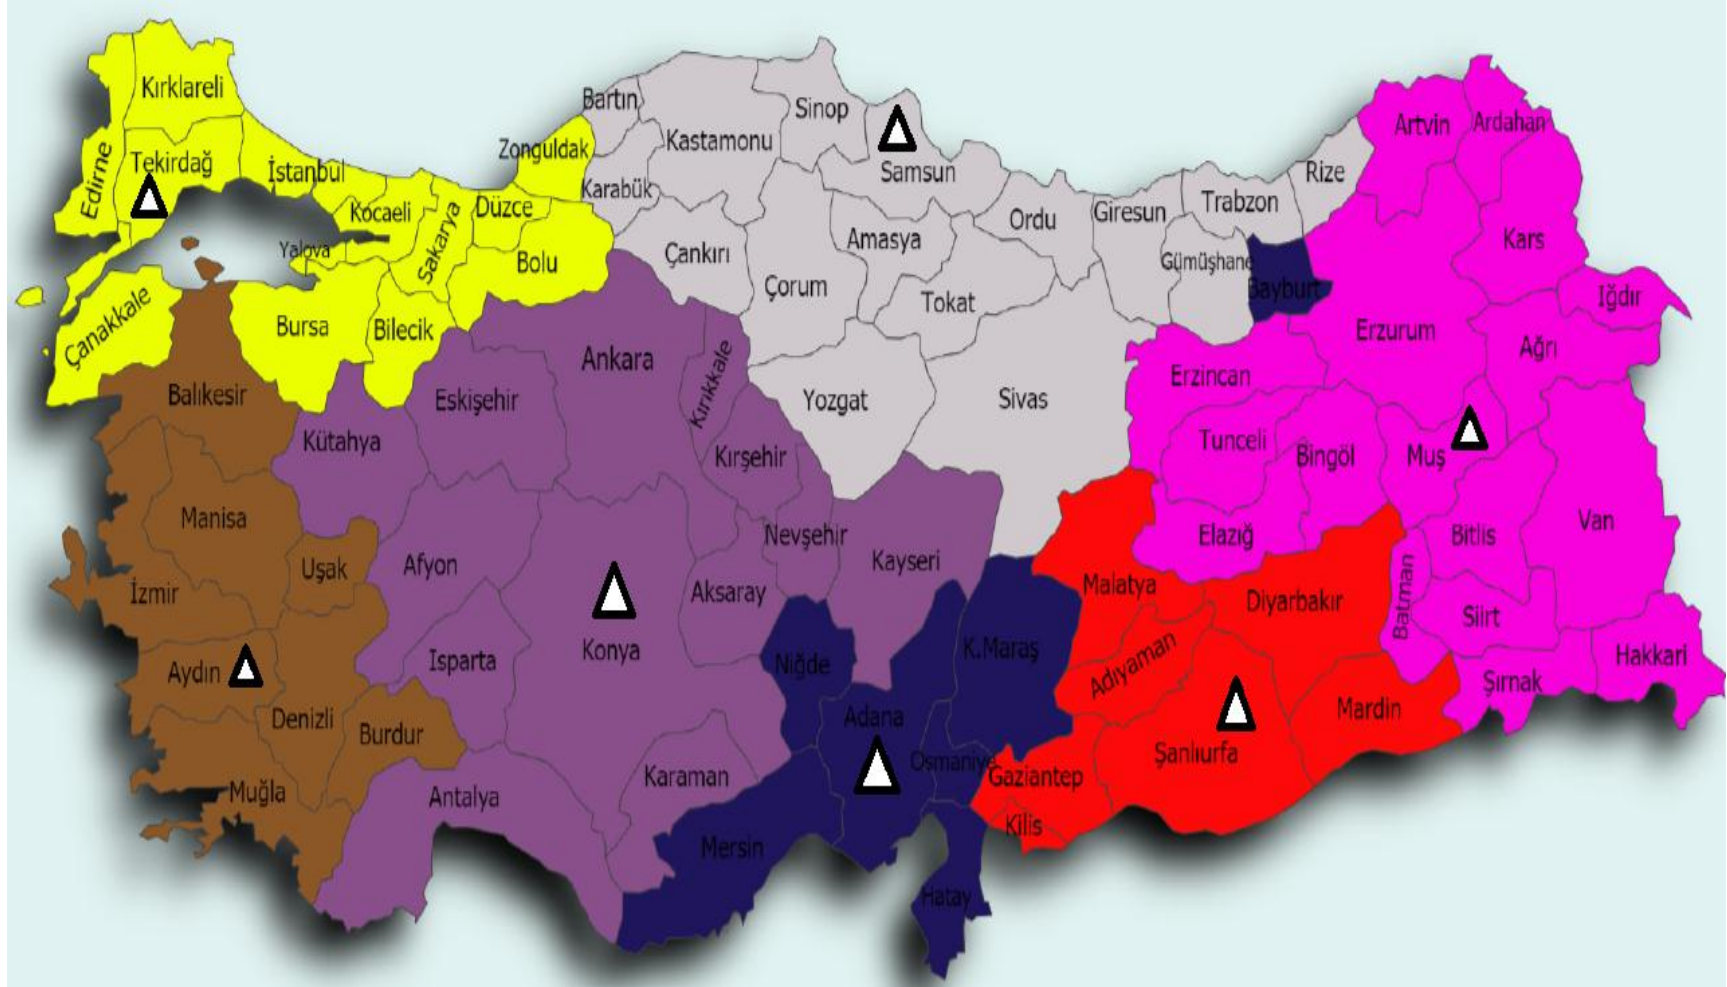 Kırklareli
Edirne
Tekirdağ
İstanbul
Kocaeli
Yalova
Sakarya
Düzce
Zonguldak
Bolu
Çanakkale
Bursa
Bilecik
Bartın
Karabük
Kastamonu
Sinop
Samsun
Çankırı
Çorum
Amasya
Tokat
Ordu
Giresun
Trabzon
Rize
Gümüşhane
Bayburt
Yozgat
Sivas
Artvin
Ardahan
Kars
Iğdır
Erzurum
Ağrı
Erzincan
Tunceli
Bingöl
Muş
Elazığ
Bitlis
Van
Batman
Siirt
Şırnak
Hakkari
Balıkesir
Manisa
İzmir
Uşak
Aydın
Denizli
Burdur
Muğla
Ankara
Eskişehir
Kütahya
Kırıkkale
Kırşehir
Nevşehir
Kayseri
Afyon
Aksaray
Isparta
Konya
Karaman
Antalya
Niğde
Adana
K.Maraş
Osmaniye
Mersin
Hatay
Malatya
Adıyaman
Diyarbakır
Mardin
Şanlıurfa
Gaziantep
Kilis